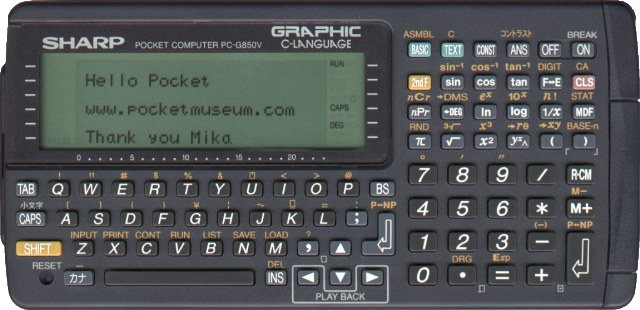 SHARP POCKET COMPUTER PC-G850V GRAPHIC C-LANGUAGE
Hello Pocket
www.pocketmuseum.com
Thank you Mika
RUN
CAPS
DEG
0 5 10 15 20
ASMBL C コントラスト BREAK
BASIC TEXT CONST ANS OFF ON
sin⁻¹ cos⁻¹ tan⁻¹ DIGIT CA
2nd F sin cos tan F↔E CLS
nCr →DMS eˣ 10ˣ n! STAT
nPr →DEG ln log 1/x MDF
RND ³√ x³ →rθ →xy BASE-n
π √ x² yˣ ^ ( )
! " # $ % & ' < > @
TAB Q W E R T Y U I O P BS
小文字 [ ] { } ¥ | ~ = : P↔NP
CAPS A S D F G H J K L ;
INPUT PRINT CONT RUN LIST SAVE LOAD ?
SHIFT Z X C V B N M , ▲ ↵
RESET カナ DEL INS ◀ ▼ ▶
PLAY BACK
° ' "
7 8 9 / R·CM
M−
4 5 6 * M+
(−) P↔NP
1 2 3 − ↵
DRG Exp
0 • = +